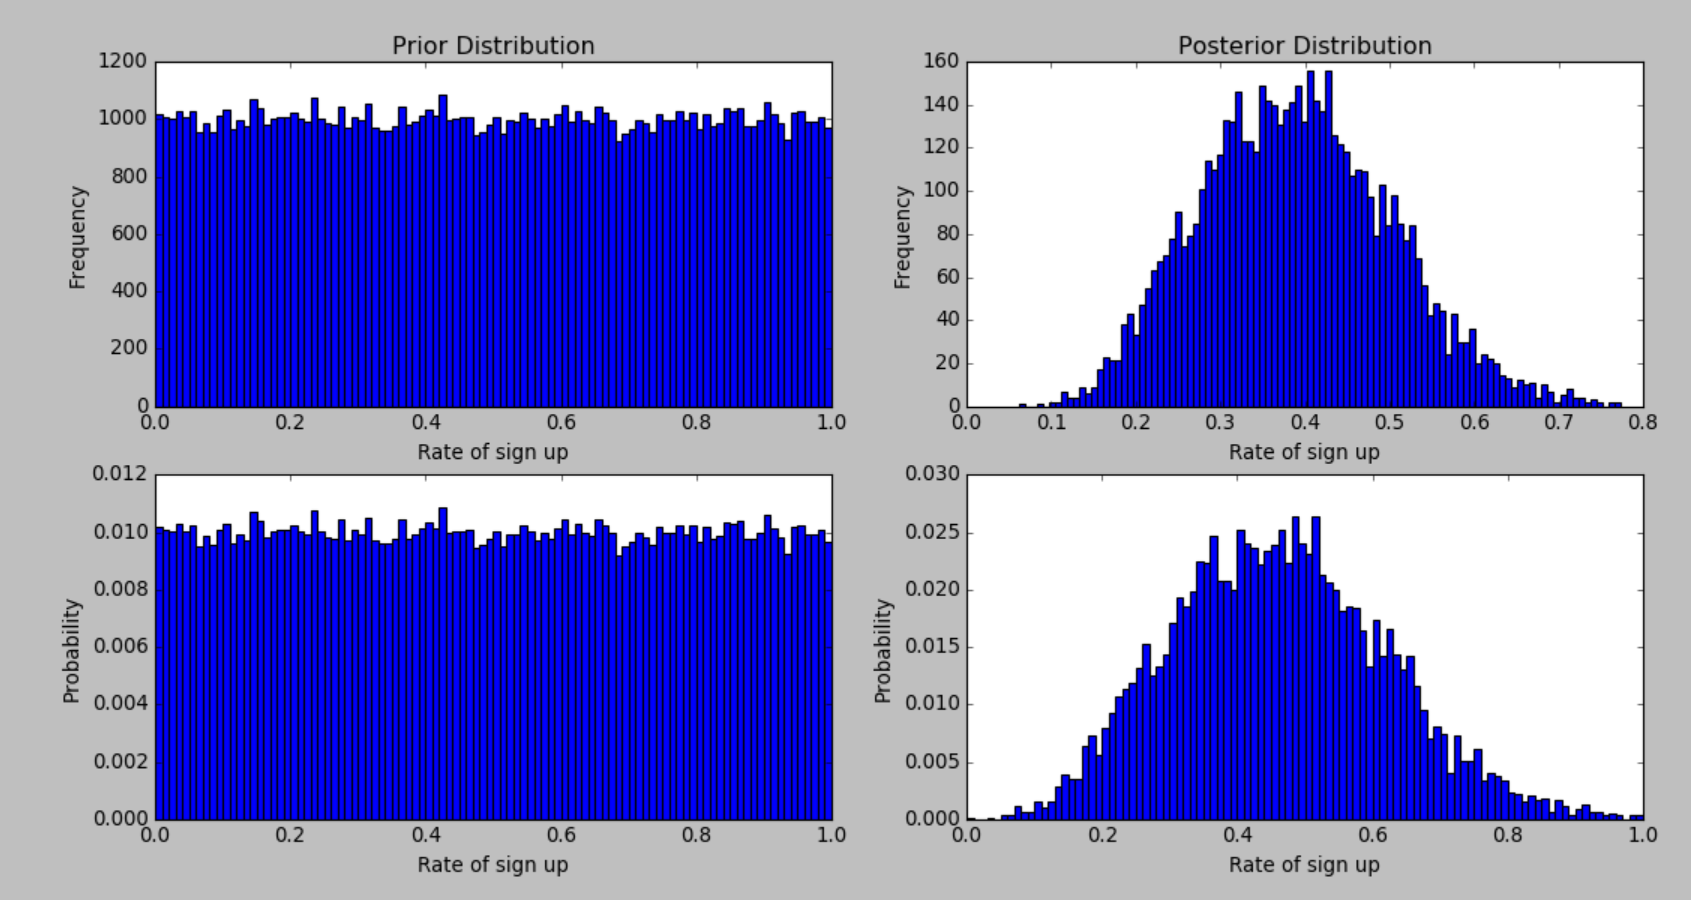 Prior Distribution
1200
1000
800
600
400
200
0
Frequency
0.0 0.2 0.4 0.6 0.8 1.0
Rate of sign up
Posterior Distribution
160
140
120
100
80
60
40
20
0
Frequency
0.0 0.1 0.2 0.3 0.4 0.5 0.6 0.7 0.8
Rate of sign up
0.012
0.010
0.008
0.006
0.004
0.002
0.000
Probability
0.0 0.2 0.4 0.6 0.8 1.0
Rate of sign up
0.030
0.025
0.020
0.015
0.010
0.005
0.000
Probability
0.0 0.2 0.4 0.6 0.8 1.0
Rate of sign up